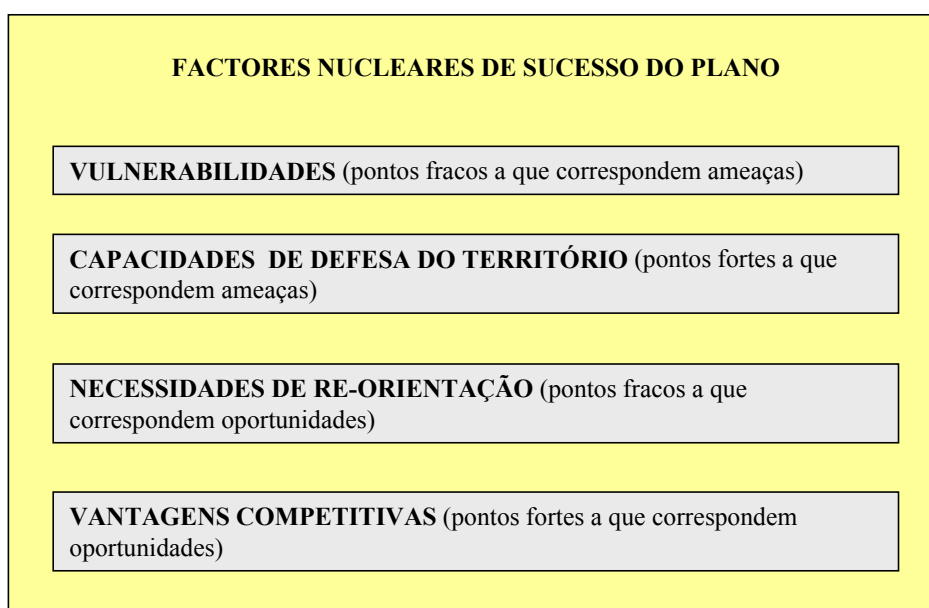 FACTORES NUCLEARES DE SUCESSO DO PLANO
VULNERABILIDADES (pontos fracos a que correspondem ameaças)
CAPACIDADES DE DEFESA DO TERRITÓRIO (pontos fortes a que
correspondem ameaças)
NECESSIDADES DE RE-ORIENTAÇÃO (pontos fracos a que
correspondem oportunidades)
VANTAGENS COMPETITIVAS (pontos fortes a que correspondem
oportunidades)